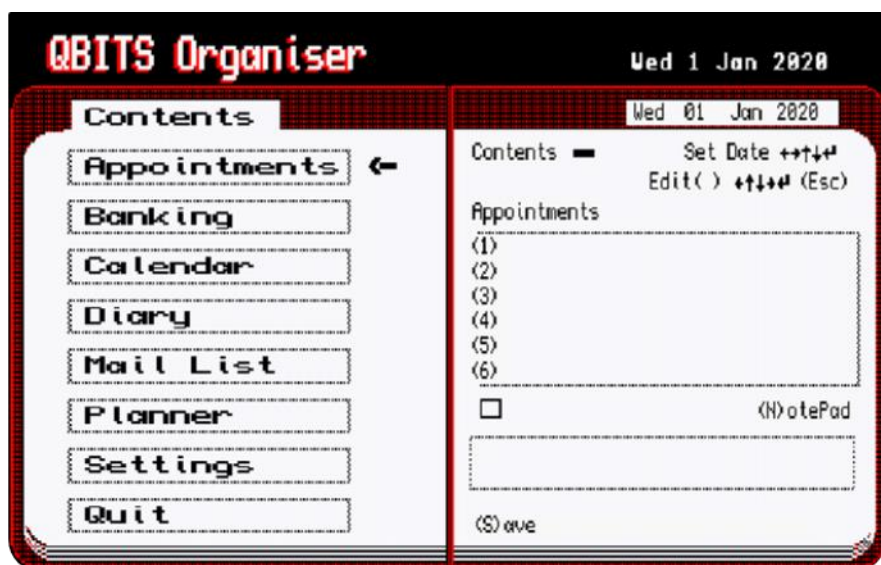 QBITS Organiser
Wed 1 Jan 2020
Contents
Appointments ←
Banking
Calendar
Diary
Mail List
Planner
Settings
Quit
Wed 01 Jan 2020
Contents Set Date ←→↑↓↵
Edit( ) ←↑↓→↵ (Esc)
Appointments
(1)
(2)
(3)
(4)
(5)
(6)
(N)otePad
(S)ave